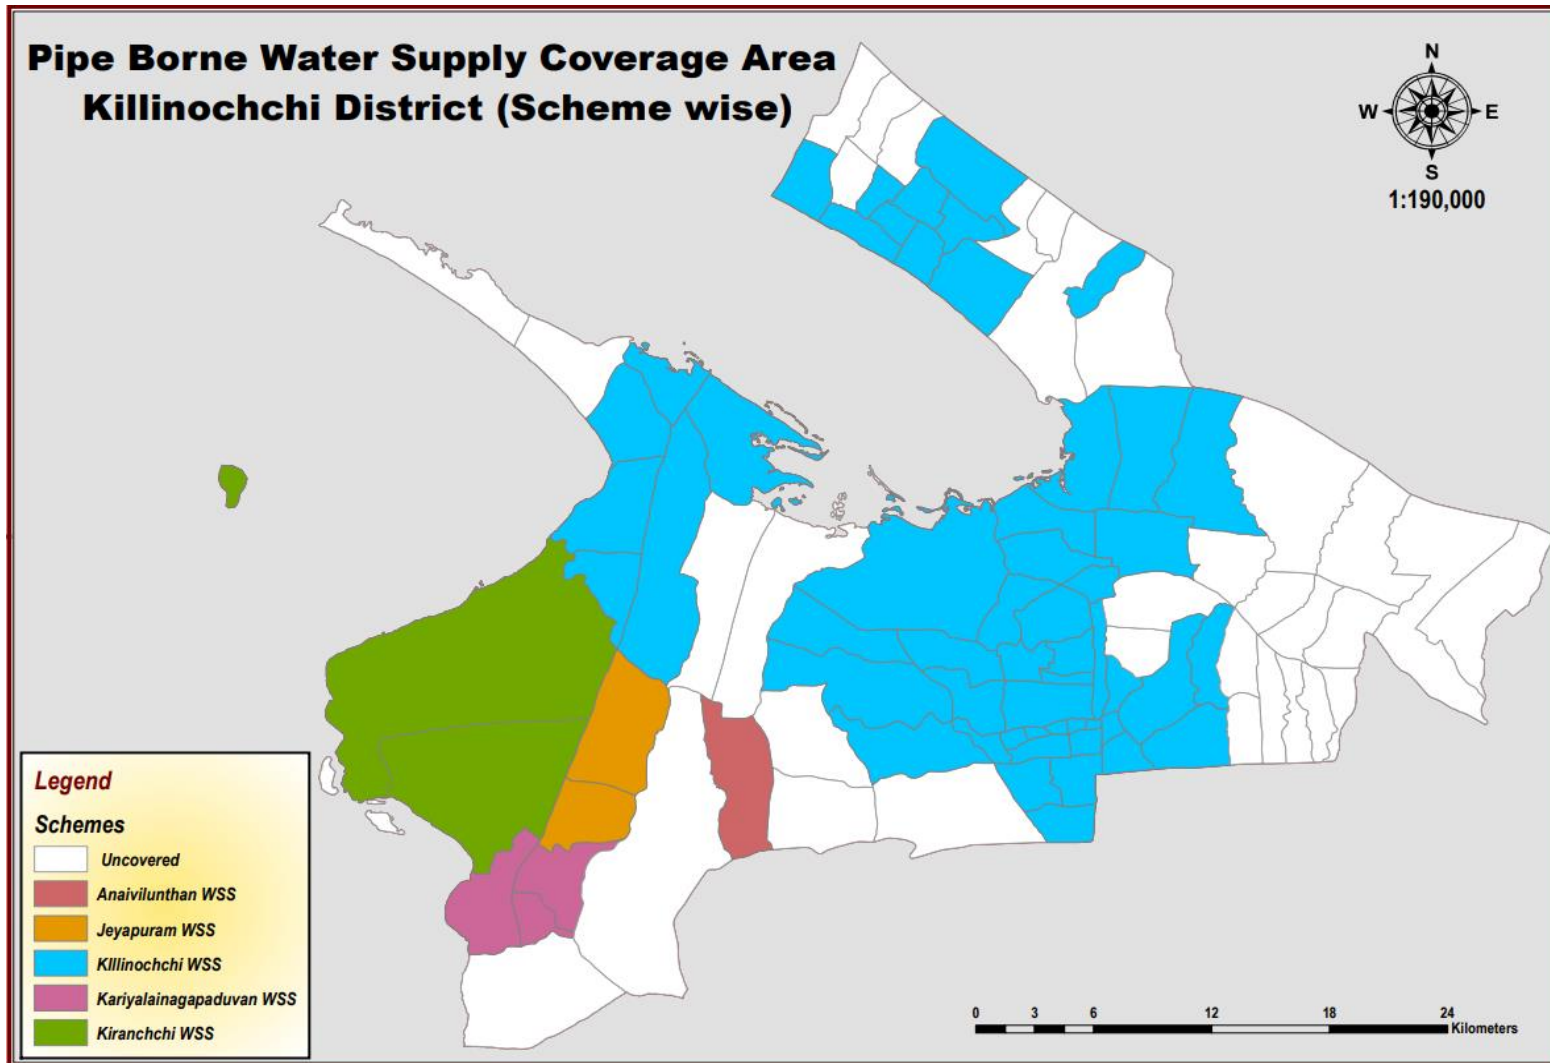 Pipe Borne Water Supply Coverage Area
Killinochchi District (Scheme wise)
N
W E
S
1:190,000
Legend
Schemes
Uncovered
Anaivilunthan WSS
Jeyapuram WSS
KIllinochchi WSS
Kariyalainagapaduvan WSS
Kiranchchi WSS
0 3 6 12 18 24
Kilometers